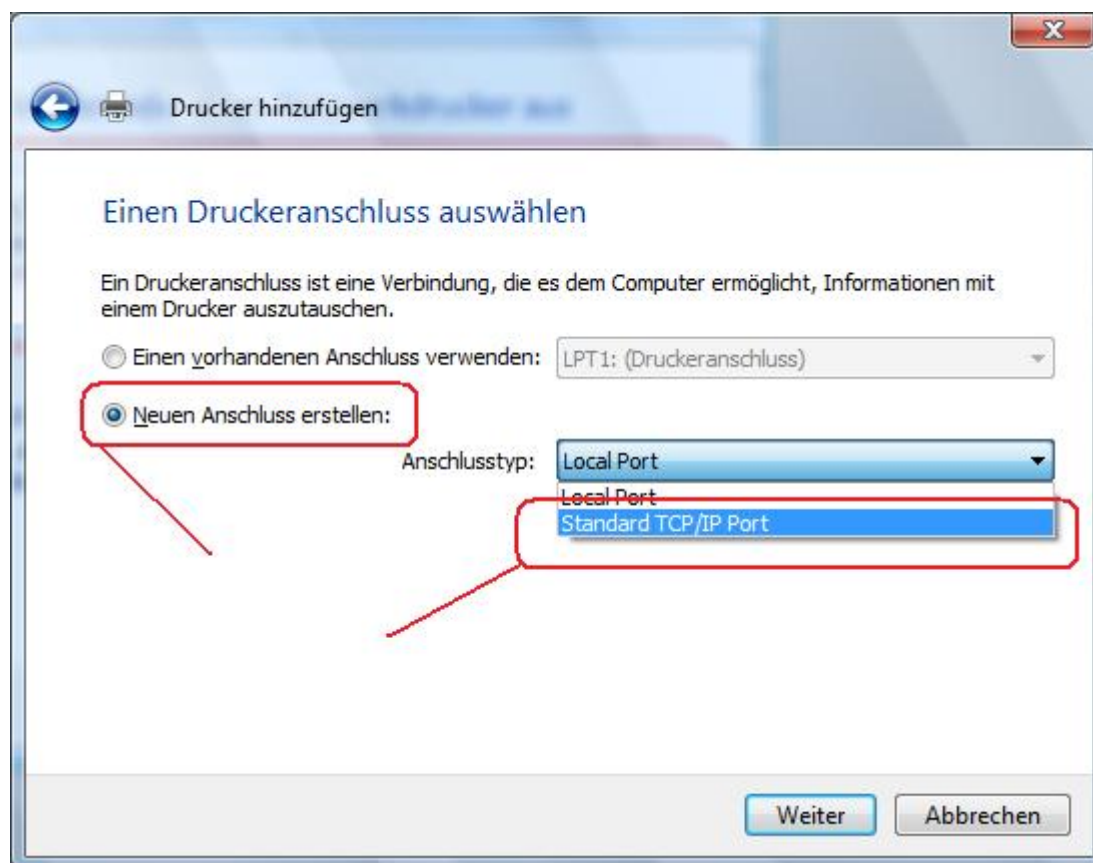 Drucker hinzufügen
Einen Druckeranschluss auswählen
Ein Druckeranschluss ist eine Verbindung, die es dem Computer ermöglicht, Informationen mit
einem Drucker auszutauschen.
Einen vorhandenen Anschluss verwenden: LPT1: (Druckeranschluss)
Neuen Anschluss erstellen:
Anschlusstyp: Local Port
Local Port
Standard TCP/IP Port
Weiter Abbrechen